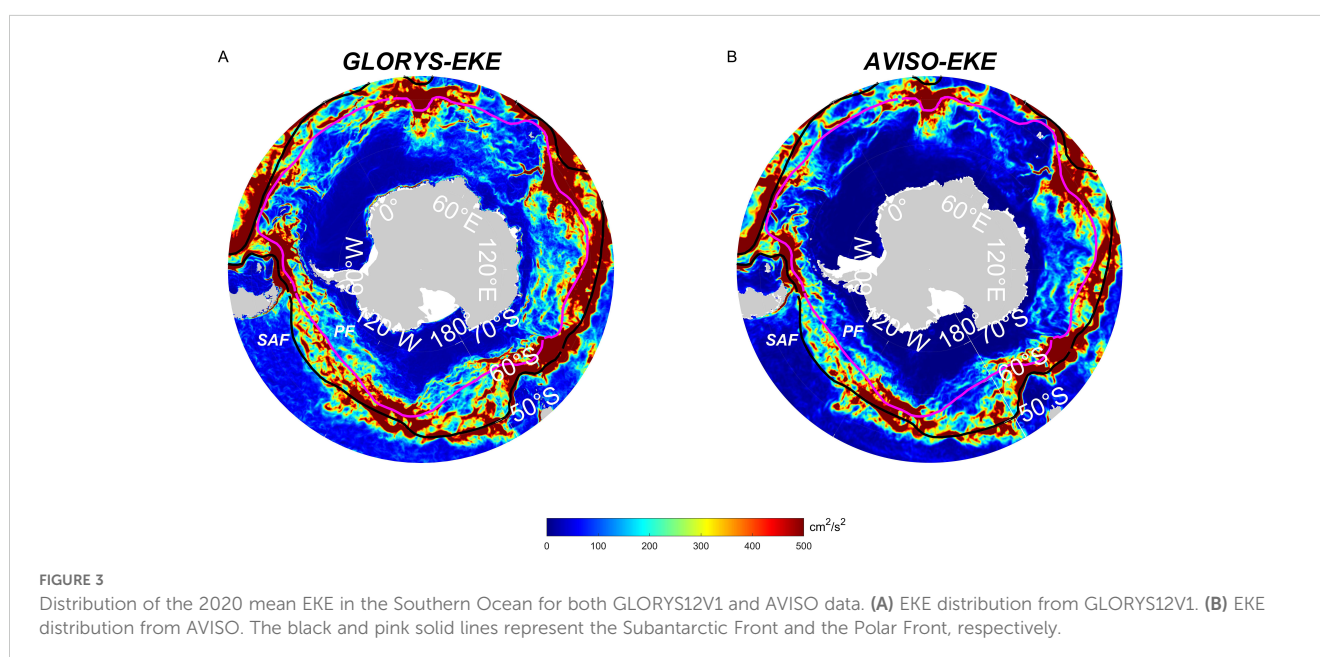 A
GLORYS-EKE
0°
60°E
60°W
120°E
120°W
180°
70°S
60°S
50°S
SAF
PF
B
AVISO-EKE
0°
60°E
60°W
120°E
120°W
180°
70°S
60°S
50°S
SAF
PF
cm²/s²
0 100 200 300 400 500
FIGURE 3
Distribution of the 2020 mean EKE in the Southern Ocean for both GLORYS12V1 and AVISO data. (A) EKE distribution from GLORYS12V1. (B) EKE
distribution from AVISO. The black and pink solid lines represent the Subantarctic Front and the Polar Front, respectively.